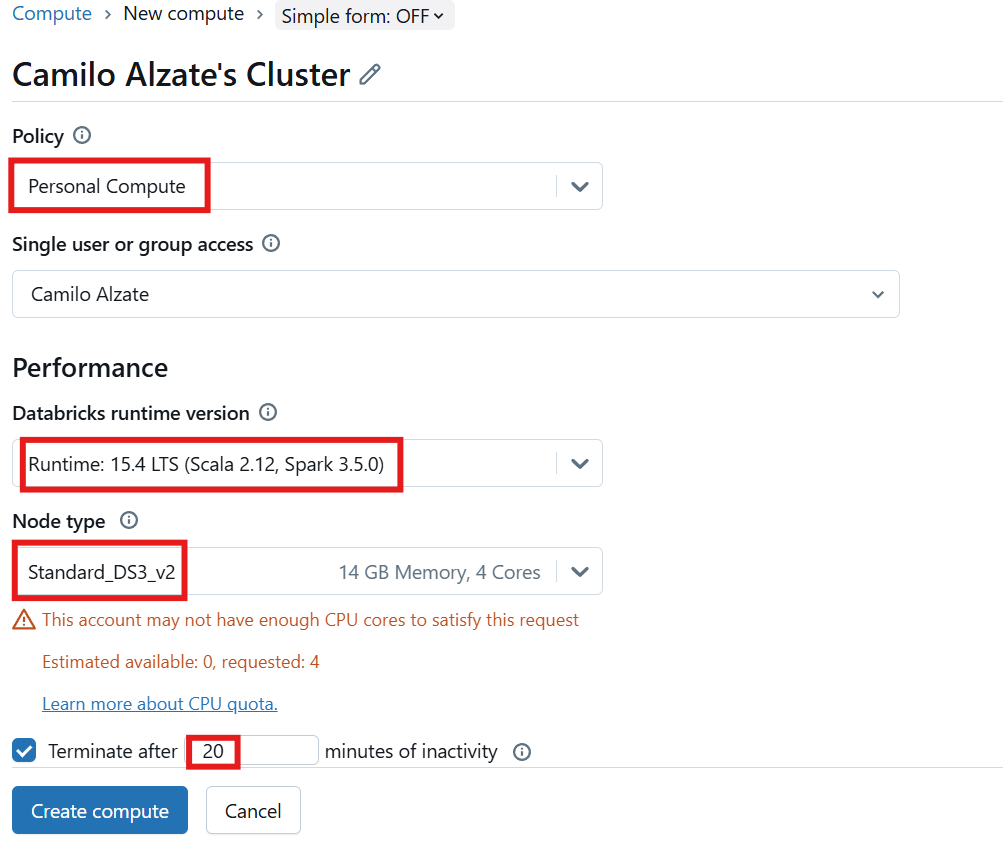 Compute > New compute > Simple form: OFF
Camilo Alzate's Cluster
Policy
Personal Compute
Single user or group access
Camilo Alzate
Performance
Databricks runtime version
Runtime: 15.4 LTS (Scala 2.12, Spark 3.5.0)
Node type
Standard_DS3_v2 14 GB Memory, 4 Cores
This account may not have enough CPU cores to satisfy this request
Estimated available: 0, requested: 4
Learn more about CPU quota.
Terminate after 20 minutes of inactivity
Create compute Cancel